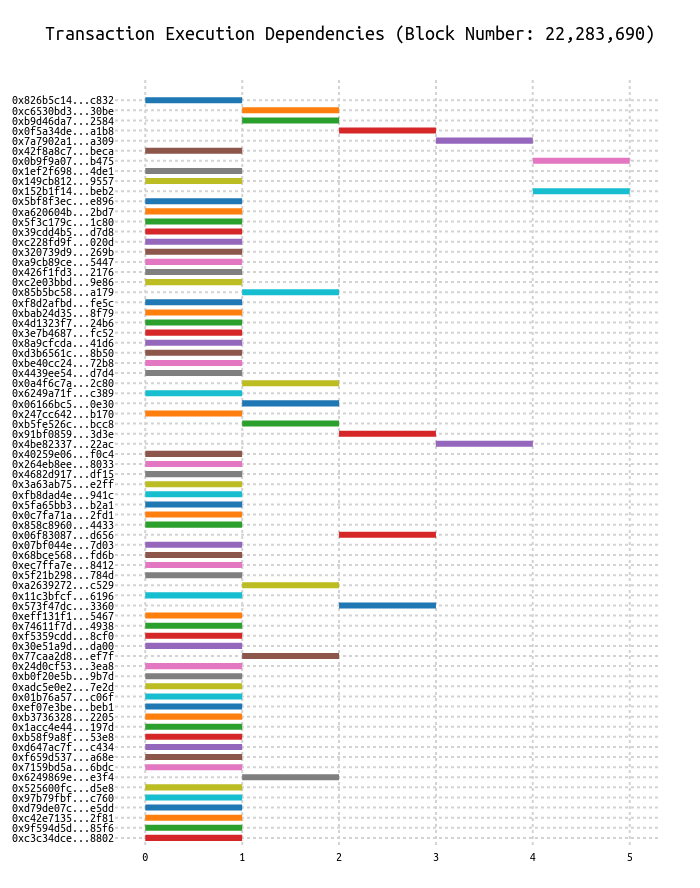 Transaction Execution Dependencies (Block Number: 22,283,690)
0x826b5c14...c832
0xc6530bd3...30be
0xb9d46da7...2584
0x0f5a34de...a1b8
0x7a7902a1...a309
0x42f8a8c7...beca
0x0b9f9a07...b475
0x1ef2f698...4de1
0x149cb812...9557
0x152b1f14...beb2
0x5bf8f3ec...e896
0xa620604b...2bd7
0x5f3c179c...1c80
0x39cdd4b5...d7d8
0xc228fd9f...020d
0x320739d9...269b
0xa9cb89ce...5447
0x426f1fd3...2176
0xc2e03bbd...9e86
0x85b5bc58...a179
0xf8d2afbd...fe5c
0xbab24d35...8f79
0x4d1323f7...24b6
0x3e7b4687...fc52
0x8a9cfcda...41d6
0xd3b6561c...8b50
0xbe40cc24...72b8
0x4439ee54...d7d4
0x0a4f6c7a...2c80
0x6249a71f...c389
0x06166bc5...0e30
0x247cc642...b170
0xb5fe526c...bcc8
0x91bf0859...3d3e
0x4be82337...22ac
0x40259e06...f0c4
0x264eb8ee...8033
0x4682d917...df15
0x3a63ab75...e2ff
0xfb8dad4e...941c
0x5fa65bb3...b2a1
0x0c7fa71a...2fd1
0x858c8960...4433
0x06f83087...d656
0x07bf044e...7d03
0x68bce568...fd6b
0xec7ffa7e...8412
0x5f21b298...784d
0xa2639272...c529
0x11c3bfcf...6196
0x573f47dc...3360
0xeff131f1...5467
0x74611f7d...4938
0xf5359cdd...8cf0
0x30e51a9d...da00
0x77caa2d8...ef7f
0x24d0cf53...3ea8
0xb0f20e5b...9b7d
0xadc5e0e2...7e2d
0x01b76a57...c06f
0xef07e3be...beb1
0xb3736328...2205
0x1acc4e44...197d
0xb58f9a8f...53e8
0xd647ac7f...c434
0xf659d537...a68e
0x7159bd5a...6bdc
0x6249869e...e3f4
0x525600fc...d5e8
0x97b79fbf...c760
0xd79de07c...e5dd
0xc42e7135...2f81
0x9f594d5d...85f6
0xc3c34dce...8802
0 1 2 3 4 5